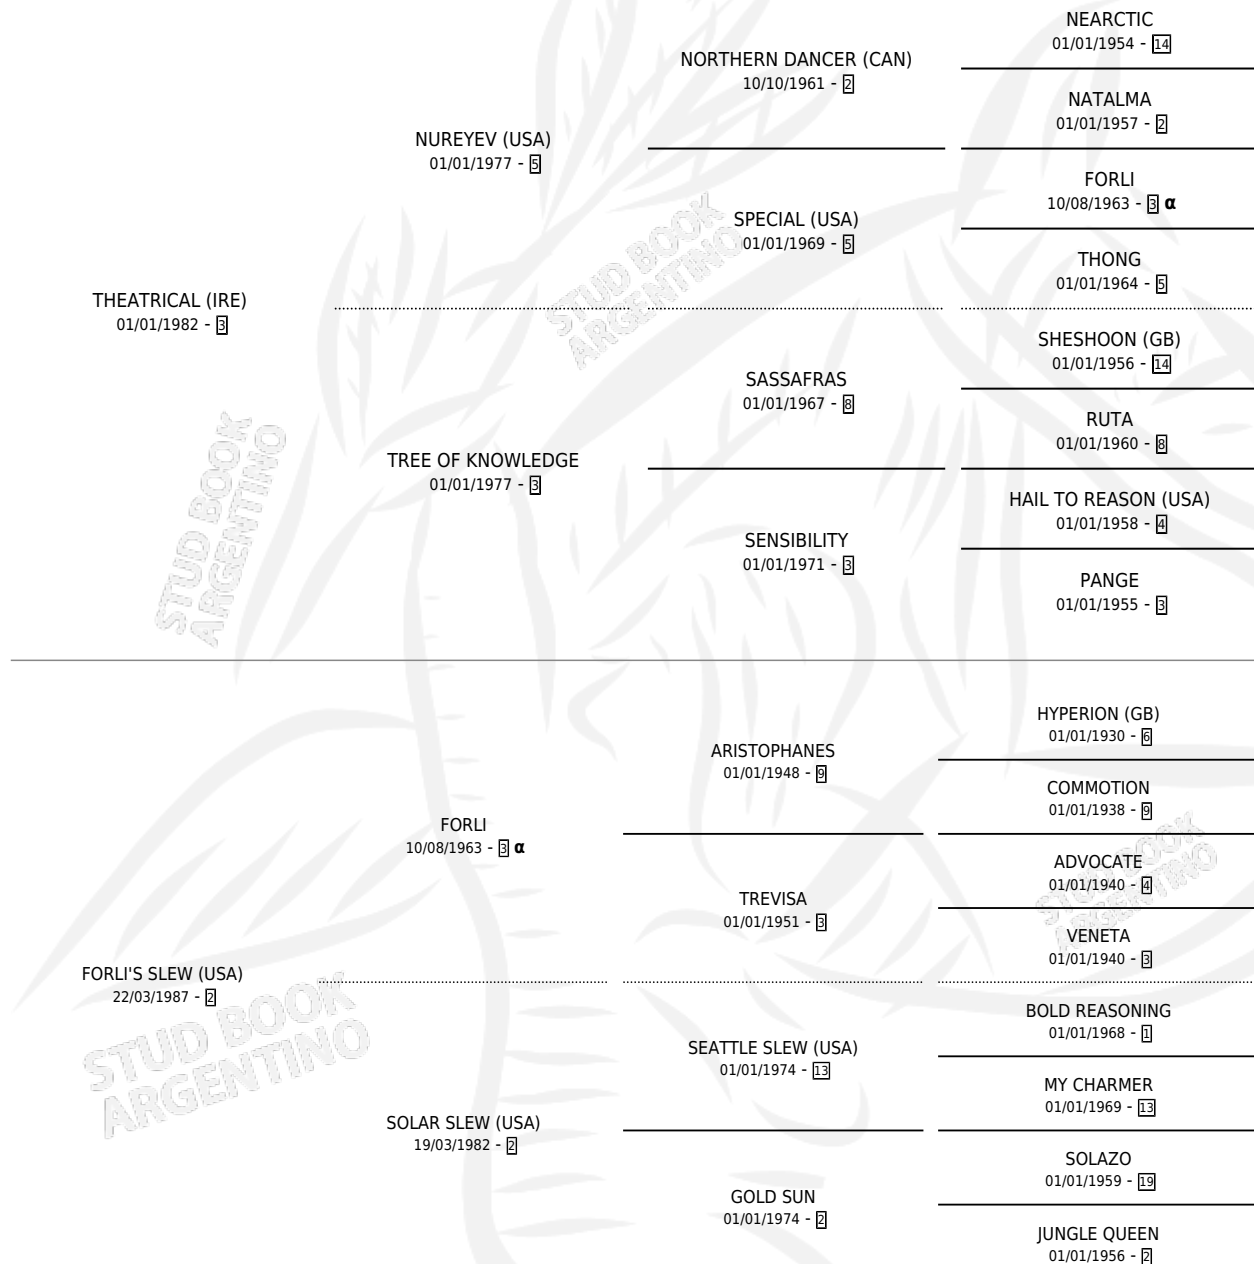 NEARCTIC
01/01/1954 - 14
NORTHERN DANCER (CAN)
10/10/1961 - 2
NATALMA
01/01/1957 - 2
NUREYEV (USA)
01/01/1977 - 5
FORLI
10/08/1963 - 3 α
SPECIAL (USA)
01/01/1969 - 5
THONG
01/01/1964 - 5
THEATRICAL (IRE)
01/01/1982 - 3
SHESHOON (GB)
01/01/1956 - 14
SASSAFRAS
01/01/1967 - 8
RUTA
01/01/1960 - 8
TREE OF KNOWLEDGE
01/01/1977 - 3
HAIL TO REASON (USA)
01/01/1958 - 4
SENSIBILITY
01/01/1971 - 3
PANGE
01/01/1955 - 3
HYPERION (GB)
01/01/1930 - 6
ARISTOPHANES
01/01/1948 - 9
COMMOTION
01/01/1938 - 9
FORLI
10/08/1963 - 3 α
ADVOCATE
01/01/1940 - 4
TREVISA
01/01/1951 - 3
VENETA
01/01/1940 - 3
FORLI'S SLEW (USA)
22/03/1987 - 2
BOLD REASONING
01/01/1968 - 1
SEATTLE SLEW (USA)
01/01/1974 - 13
MY CHARMER
01/01/1969 - 13
SOLAR SLEW (USA)
19/03/1982 - 2
SOLAZO
01/01/1959 - 19
GOLD SUN
01/01/1974 - 2
JUNGLE QUEEN
01/01/1956 - 2
STUD BOOK
ARGENTINO
STUD BOOK
ARGENTINO
STUD BOOK
ARGENTINO
STUD BOOK
ARGENTINO